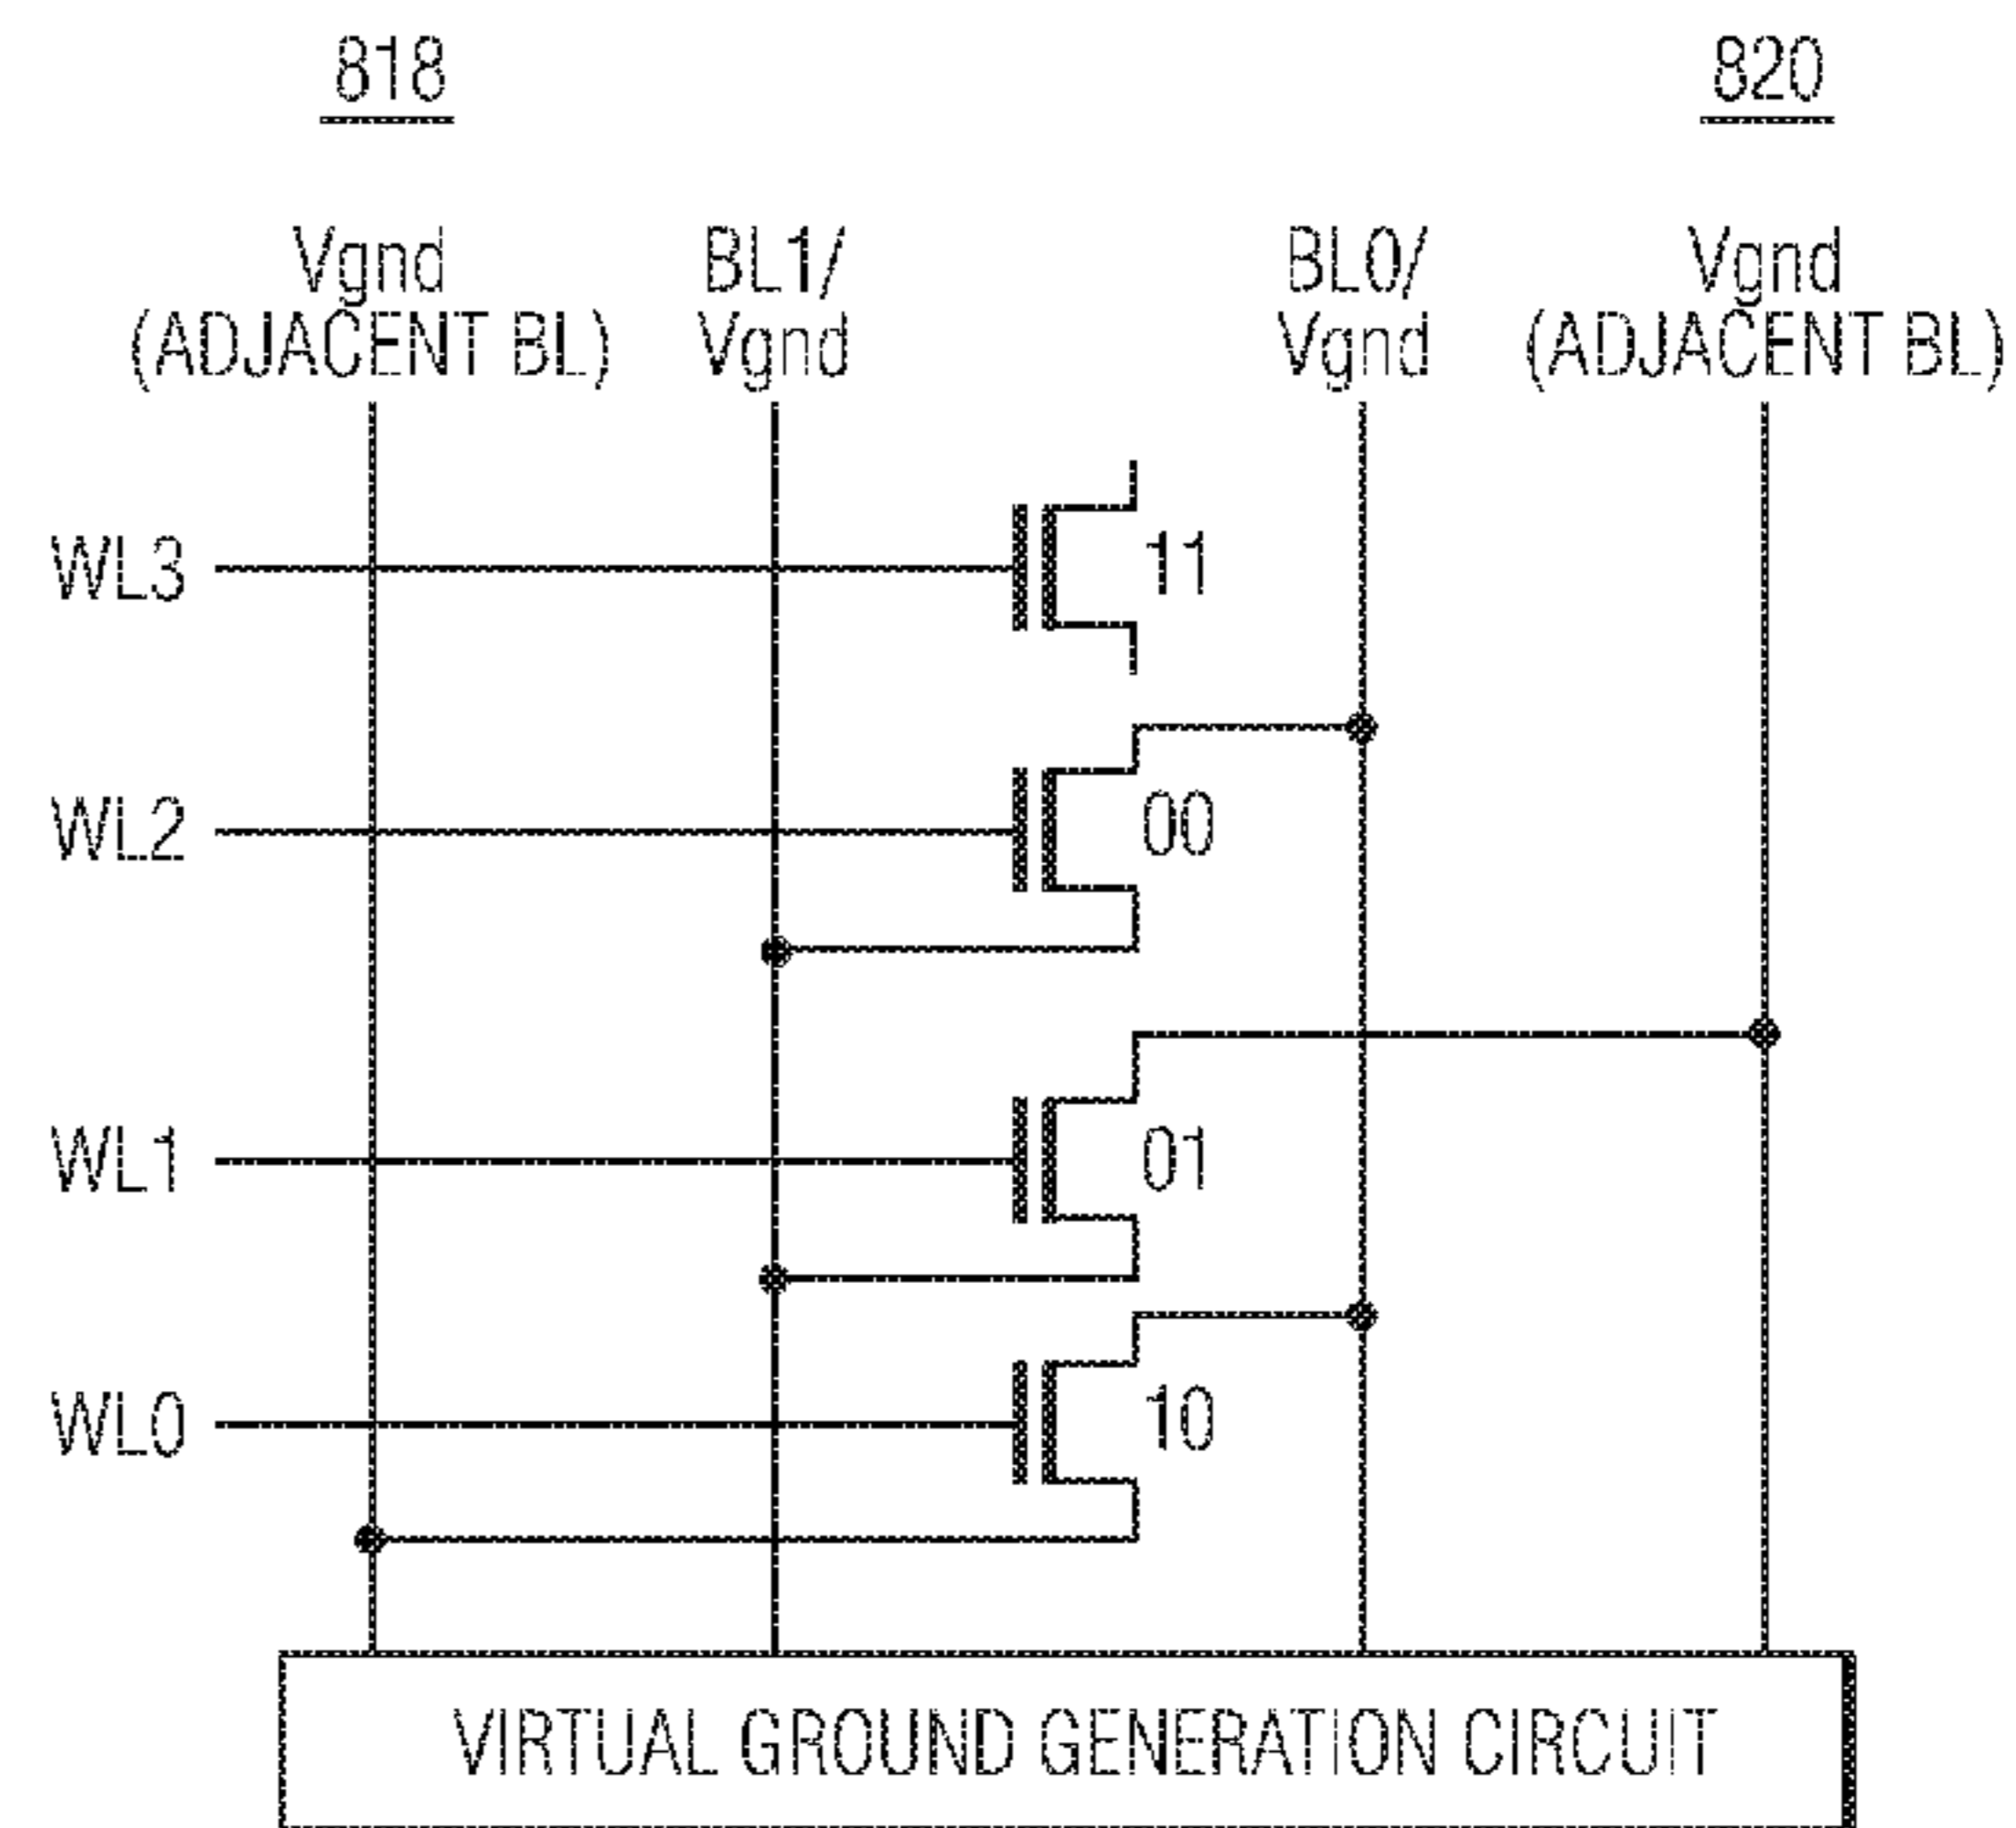 818
820
Vgnd
(ADJACENT BL)
BL1/
Vgnd
BL0/
Vgnd
Vgnd
(ADJACENT BL)
WL3
11
WL2
00
WL1
01
WL0
10
VIRTUAL GROUND GENERATION CIRCUIT